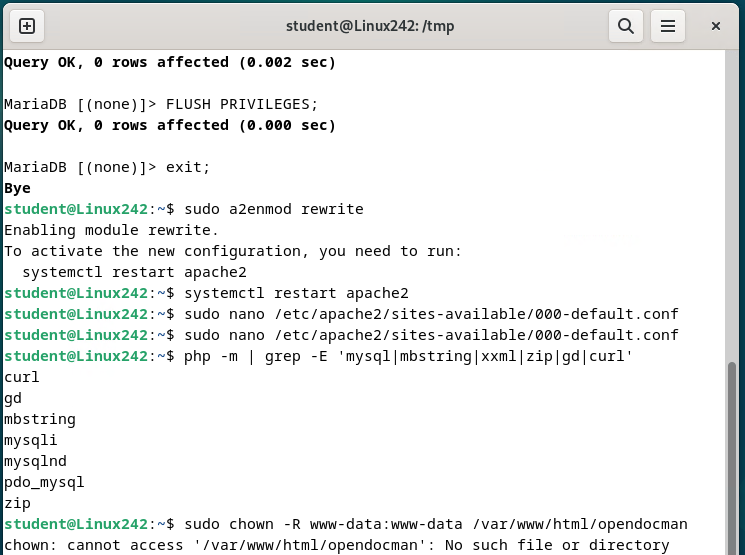 student@Linux242: /tmp
Query OK, 0 rows affected (0.002 sec)
MariaDB [(none)]> FLUSH PRIVILEGES;
Query OK, 0 rows affected (0.000 sec)
MariaDB [(none)]> exit;
Bye
student@Linux242:~$ sudo a2enmod rewrite
Enabling module rewrite.
To activate the new configuration, you need to run:
  systemctl restart apache2
student@Linux242:~$ systemctl restart apache2
student@Linux242:~$ sudo nano /etc/apache2/sites-available/000-default.conf
student@Linux242:~$ sudo nano /etc/apache2/sites-available/000-default.conf
student@Linux242:~$ php -m | grep -E 'mysql|mbstring|xxml|zip|gd|curl'
curl
gd
mbstring
mysqli
mysqlnd
pdo_mysql
zip
student@Linux242:~$ sudo chown -R www-data:www-data /var/www/html/opendocman
chown: cannot access '/var/www/html/opendocman': No such file or directory